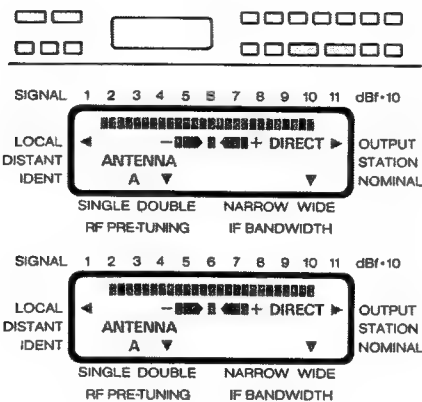 SIGNAL 1 2 3 4 5 6 7 8 9 10 11 dBf•10
LOCAL − + DIRECT OUTPUT
DISTANT ANTENNA STATION
IDENT A NOMINAL
SINGLE DOUBLE NARROW WIDE
RF PRE-TUNING IF BANDWIDTH
SIGNAL 1 2 3 4 5 6 7 8 9 10 11 dBf•10
LOCAL − + DIRECT OUTPUT
DISTANT ANTENNA STATION
IDENT A NOMINAL
SINGLE DOUBLE NARROW WIDE
RF PRE-TUNING IF BANDWIDTH